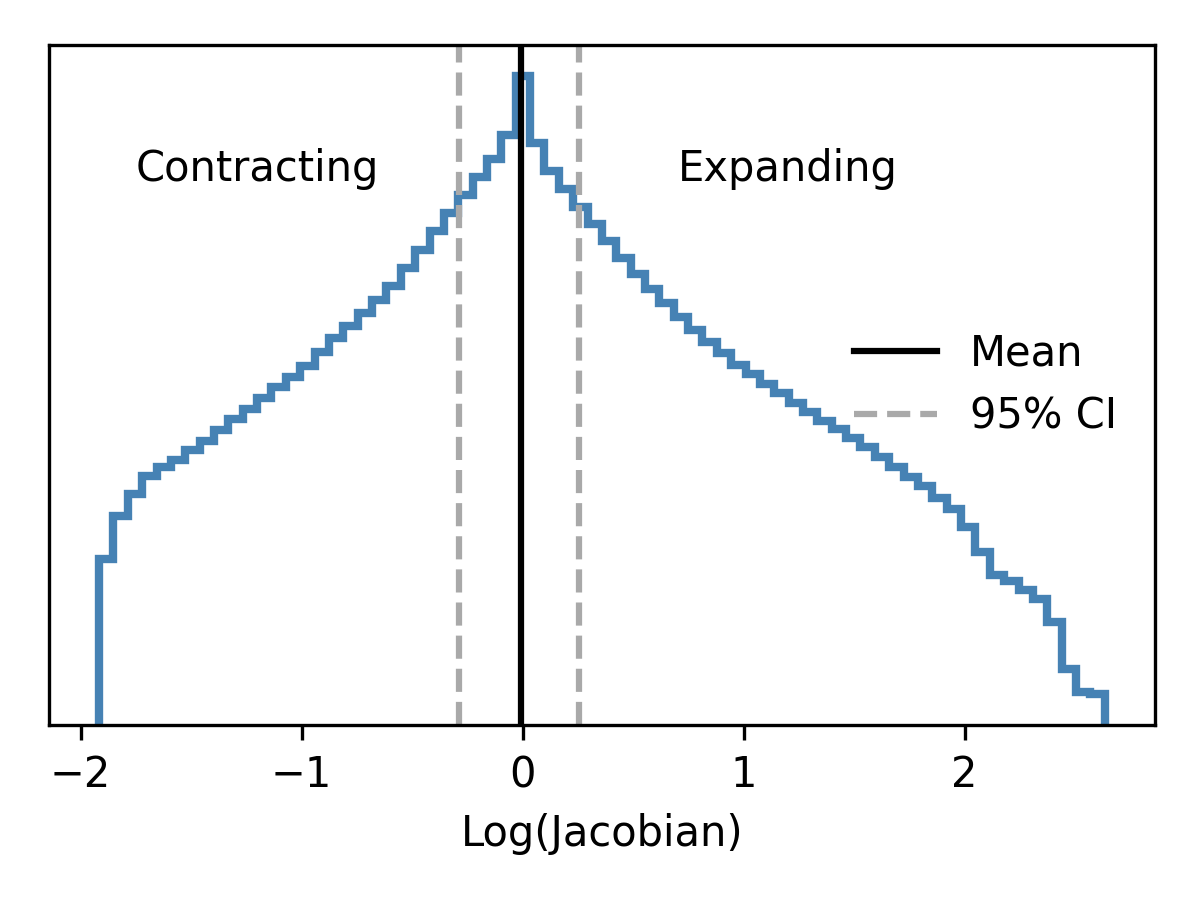 Contracting
Expanding
Mean
95% CI
−2
−1
0
1
2
Log(Jacobian)